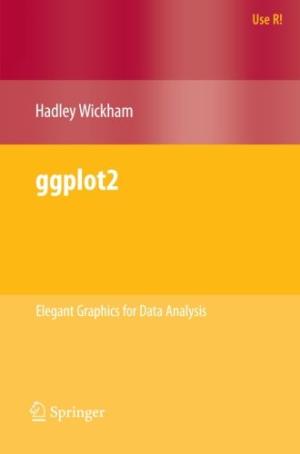 Use R!
Hadley Wickham
ggplot2
Elegant Graphics for Data Analysis
Springer